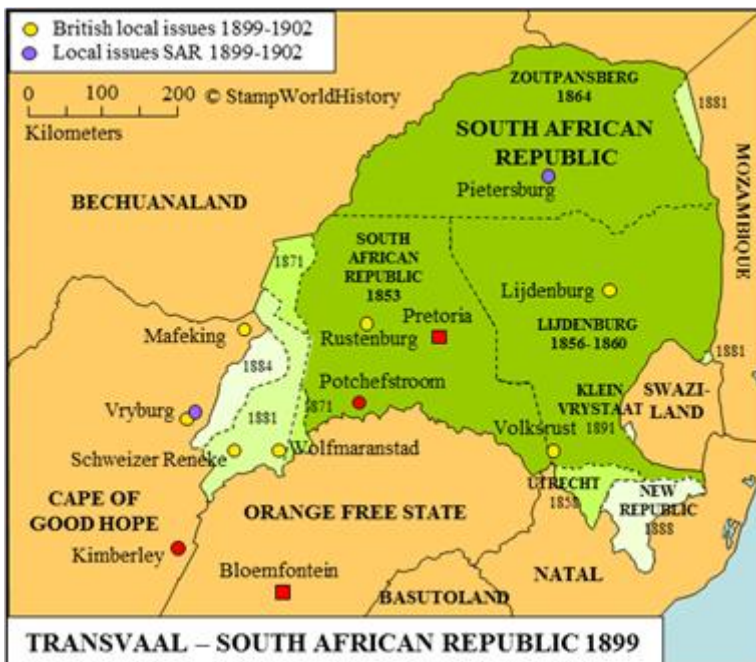 British local issues 1899-1902
Local issues SAR 1899-1902
0 100 200 © StampWorldHistory
Kilometers
ZOUTPANSBERG
1864
1881
SOUTH AFRICAN
REPUBLIC
MOZAMBIQUE
Pietersburg
BECHUANALAND
1871
SOUTH
AFRICAN
REPUBLIC
1853
Lijdenburg
Mafeking
Rustenburg
Pretoria
LIJDENBURG
1856-1860
1881
1884
KLEIN
VRYSTAAT
1891
SWAZI-
LAND
Potchefstroom
1871
Vryburg
1881
Volksrust
Schweizer Reneke
Wolfmaranstad
UTRECHT
1858
NEW
REPUBLIC
1888
CAPE OF
GOOD HOPE
ORANGE FREE STATE
Kimberley
Bloemfontein
BASUTOLAND
NATAL
TRANSVAAL – SOUTH AFRICAN REPUBLIC 1899